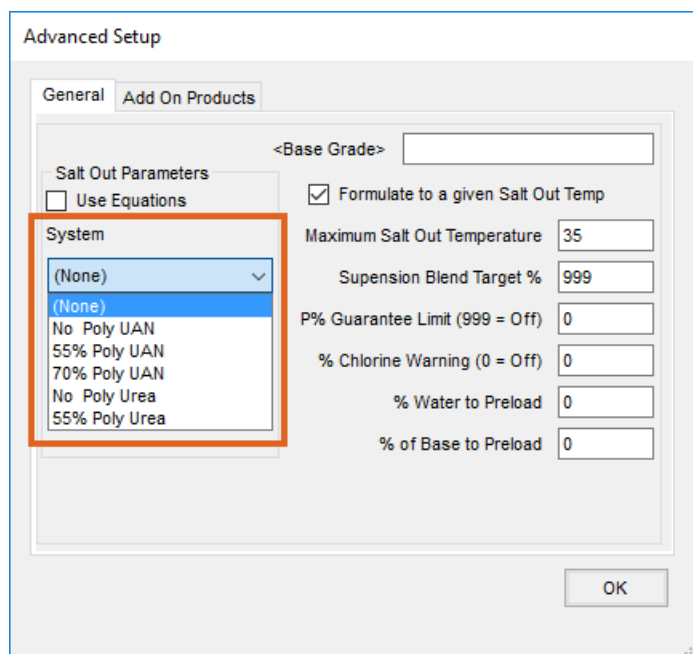 Advanced Setup
General
Add On Products
<Base Grade>
Salt Out Parameters
Use Equations
Formulate to a given Salt Out Temp
System
(None)
(None)
No  Poly UAN
55% Poly UAN
70% Poly UAN
No  Poly Urea
55% Poly Urea
Maximum Salt Out Temperature 35
Supension Blend Target % 999
P% Guarantee Limit (999 = Off) 0
% Chlorine Warning (0 = Off) 0
% Water to Preload 0
% of Base to Preload 0
OK